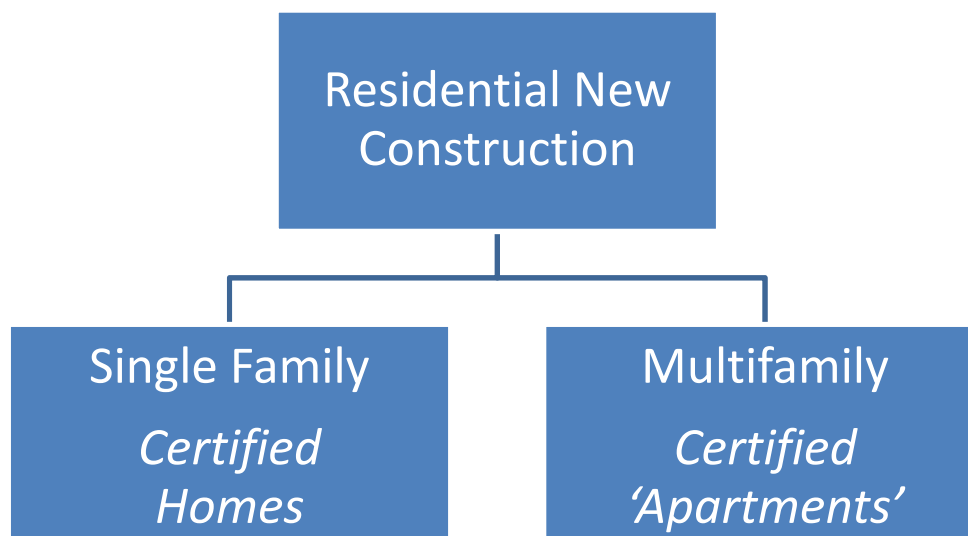 Residential New
Construction
Single Family
Certified
Homes
Multifamily
Certified
‘Apartments’